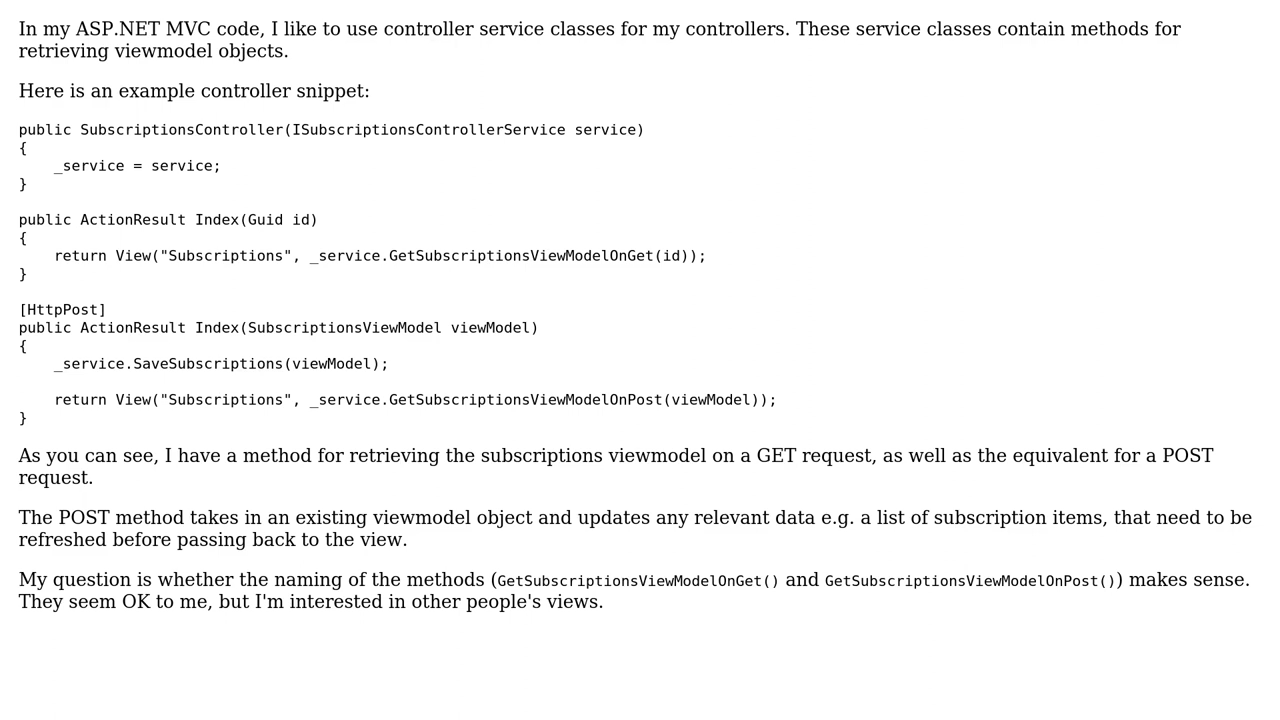 In my ASP.NET MVC code, I like to use controller service classes for my controllers. These service classes contain methods for
retrieving viewmodel objects.
Here is an example controller snippet:
public SubscriptionsController(ISubscriptionsControllerService service)
{
    _service = service;
}
public ActionResult Index(Guid id)
{
    return View("Subscriptions", _service.GetSubscriptionsViewModelOnGet(id));
}
[HttpPost]
public ActionResult Index(SubscriptionsViewModel viewModel)
{
    _service.SaveSubscriptions(viewModel);
    return View("Subscriptions", _service.GetSubscriptionsViewModelOnPost(viewModel));
}
As you can see, I have a method for retrieving the subscriptions viewmodel on a GET request, as well as the equivalent for a POST
request.
The POST method takes in an existing viewmodel object and updates any relevant data e.g. a list of subscription items, that need to be
refreshed before passing back to the view.
My question is whether the naming of the methods (GetSubscriptionsViewModelOnGet() and GetSubscriptionsViewModelOnPost()) makes sense.
They seem OK to me, but I'm interested in other people's views.